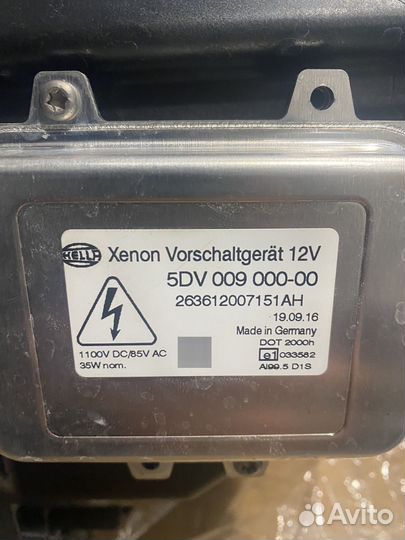 HELLA Xenon Vorschaltgerät 12V
5DV 009 000-00
263612007151AH
19.09.16
Made in Germany
1100V DC/85V AC
35W nom.
DOT 2000h
e1 033582
Al99.5 D1S
Avito